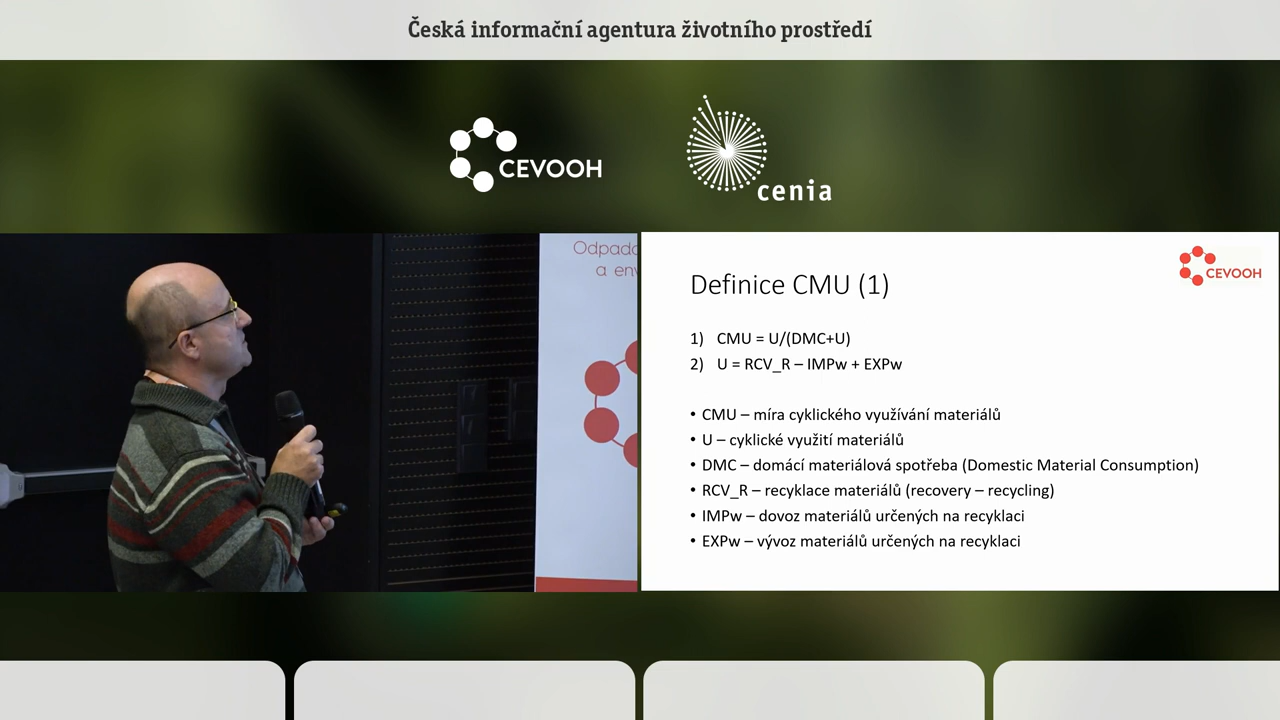 Česká informační agentura životního prostředí
CEVOOH
cenia
a
Definice CMU (1)
CEVOOH
1) CMU = U/(DMC+U)
2) U = RCV_R – IMPw + EXPw
• CMU – míra cyklického využívání materiálů
• U – cyklické využití materiálů
• DMC – domácí materiálová spotřeba (Domestic Material Consumption)
• RCV_R – recyklace materiálů (recovery – recycling)
• IMPw – dovoz materiálů určených na recyklaci
• EXPw – vývoz materiálů určených na recyklaci